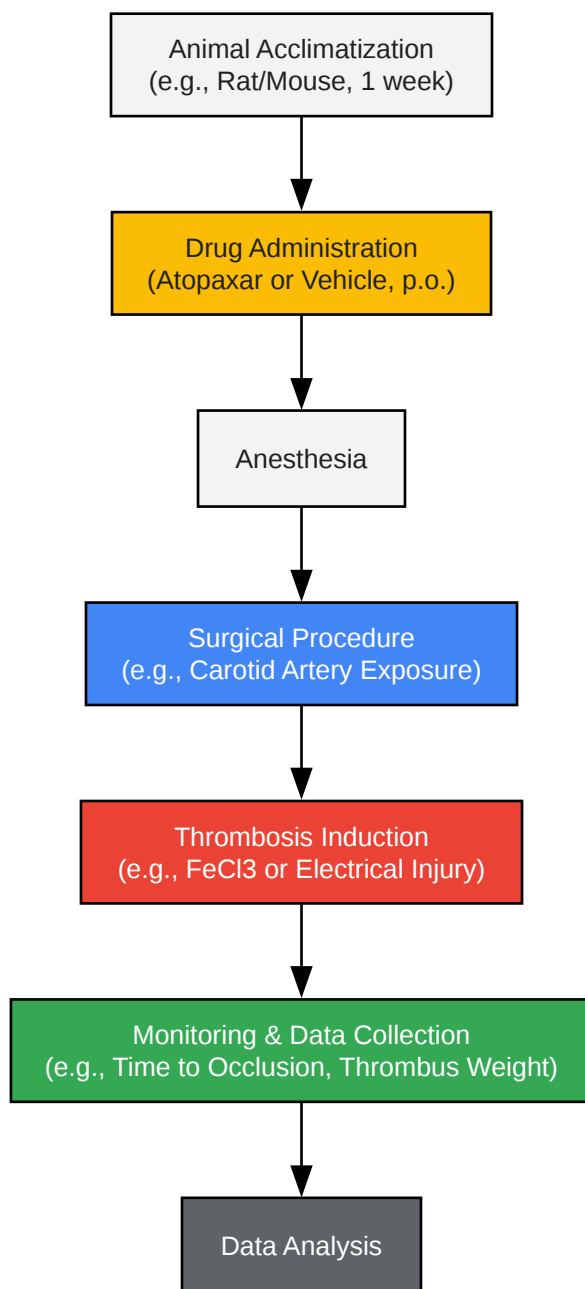 Animal Acclimatization
(e.g., Rat/Mouse, 1 week)
Drug Administration
(Atopaxar or Vehicle, p.o.)
Anesthesia
Surgical Procedure
(e.g., Carotid Artery Exposure)
Thrombosis Induction
(e.g., FeCl3 or Electrical Injury)
Monitoring & Data Collection
(e.g., Time to Occlusion, Thrombus Weight)
Data Analysis